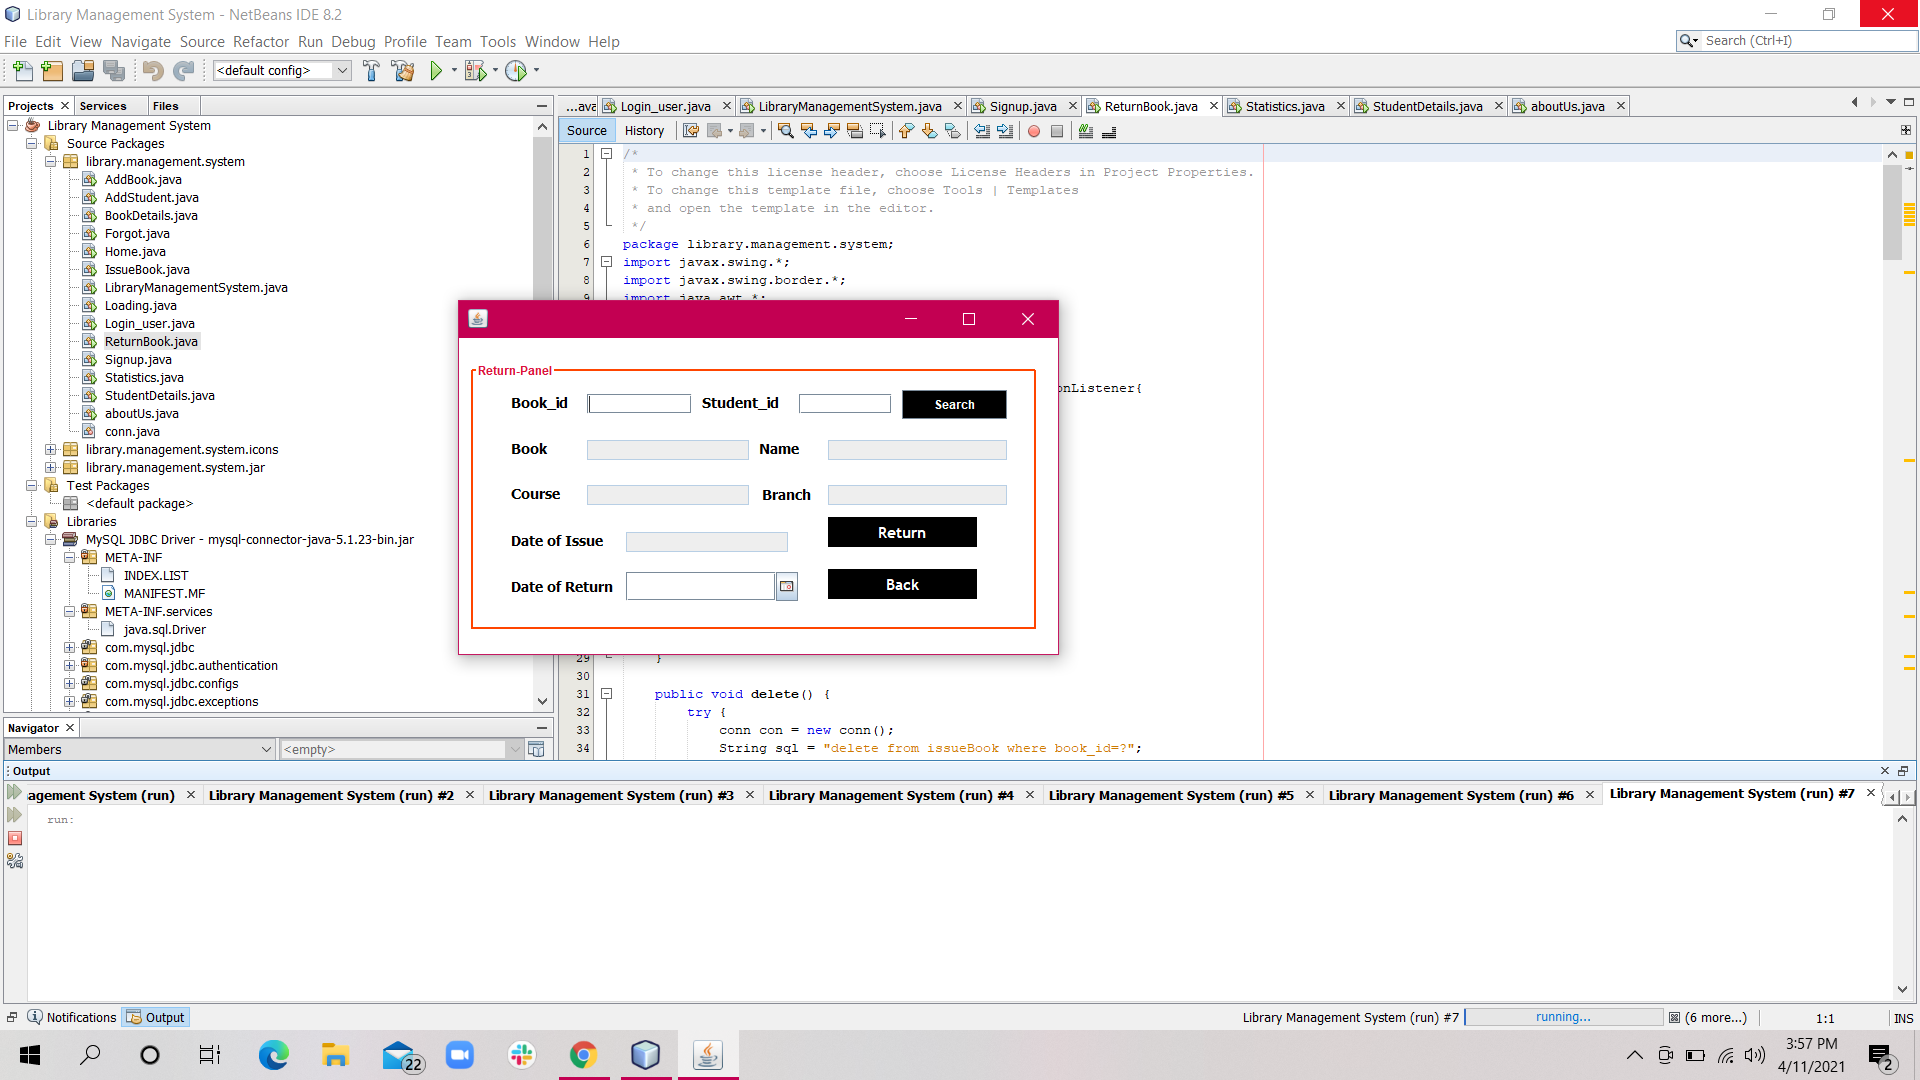 Library Management System - NetBeans IDE 8.2
File Edit View Navigate Source Refactor Run Debug Profile Team Tools Window Help
Search (Ctrl+I)
<default config>
Projects Services Files
Library Management System
Source Packages
library.management.system
AddBook.java
AddStudent.java
BookDetails.java
Forgot.java
Home.java
IssueBook.java
LibraryManagementSystem.java
Loading.java
Login_user.java
ReturnBook.java
Signup.java
Statistics.java
StudentDetails.java
aboutUs.java
conn.java
library.management.system.icons
library.management.system.jar
Test Packages
<default package>
Libraries
MySQL JDBC Driver - mysql-connector-java-5.1.23-bin.jar
META-INF
INDEX.LIST
MANIFEST.MF
META-INF.services
java.sql.Driver
com.mysql.jdbc
com.mysql.jdbc.authentication
com.mysql.jdbc.configs
com.mysql.jdbc.exceptions
Navigator
Members <empty>
...ava Login_user.java LibraryManagementSystem.java Signup.java ReturnBook.java Statistics.java StudentDetails.java aboutUs.java
Source History
1 /*
2 * To change this license header, choose License Headers in Project Properties.
3 * To change this template file, choose Tools | Templates
4 * and open the template in the editor.
5 */
6 package library.management.system;
7 import javax.swing.*;
8 import javax.swing.border.*;
9 import java.awt.*;
onListener{
Return-Panel
Book_id Student_id Search
Book Name
Course Branch
Date of Issue Return
Date of Return Back
29 }
30
31 public void delete() {
32 try {
33 conn con = new conn();
34 String sql = "delete from issueBook where book_id=?";
Output
agement System (run) Library Management System (run) #2 Library Management System (run) #3 Library Management System (run) #4 Library Management System (run) #5 Library Management System (run) #6 Library Management System (run) #7
run:
Notifications Output
Library Management System (run) #7 running... (6 more...) 1:1 INS
22
3:57 PM
4/11/2021
2